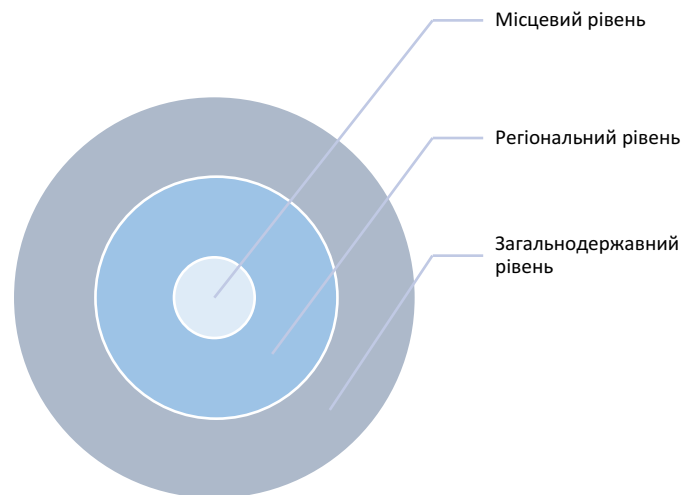 Місцевий рівень
Регіональний рівень
Загальнодержавний
рівень